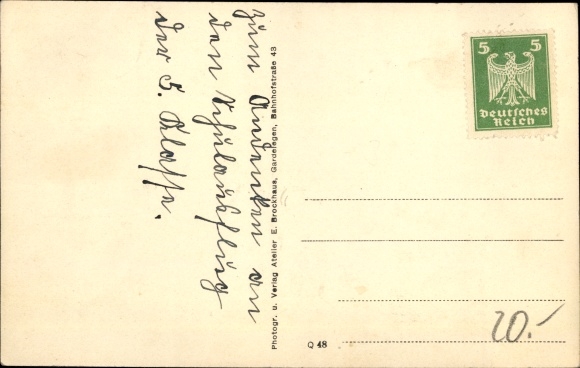 Zum Andenken an
den Schulausflug
der 5. Klasse.
Photogr. u. Verlag Atelier E. Brockhaus, Gardelegen, Bahnhofstraße 43
5 5
Deutsches
Reich
Q 48
20.-